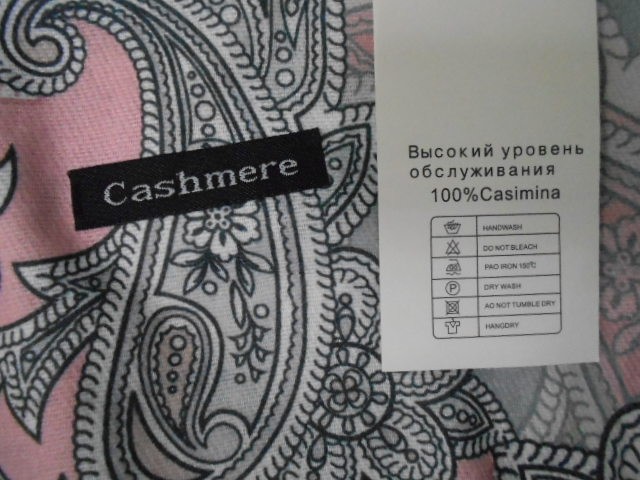 Cashmere
Высокий уровень
обслуживания
100%Casimina
HANDWASH
DO NOT BLEACH
PAO IRON 150℃
P DRY WASH
AO NOT TUMBLE DRY
HANGDRY